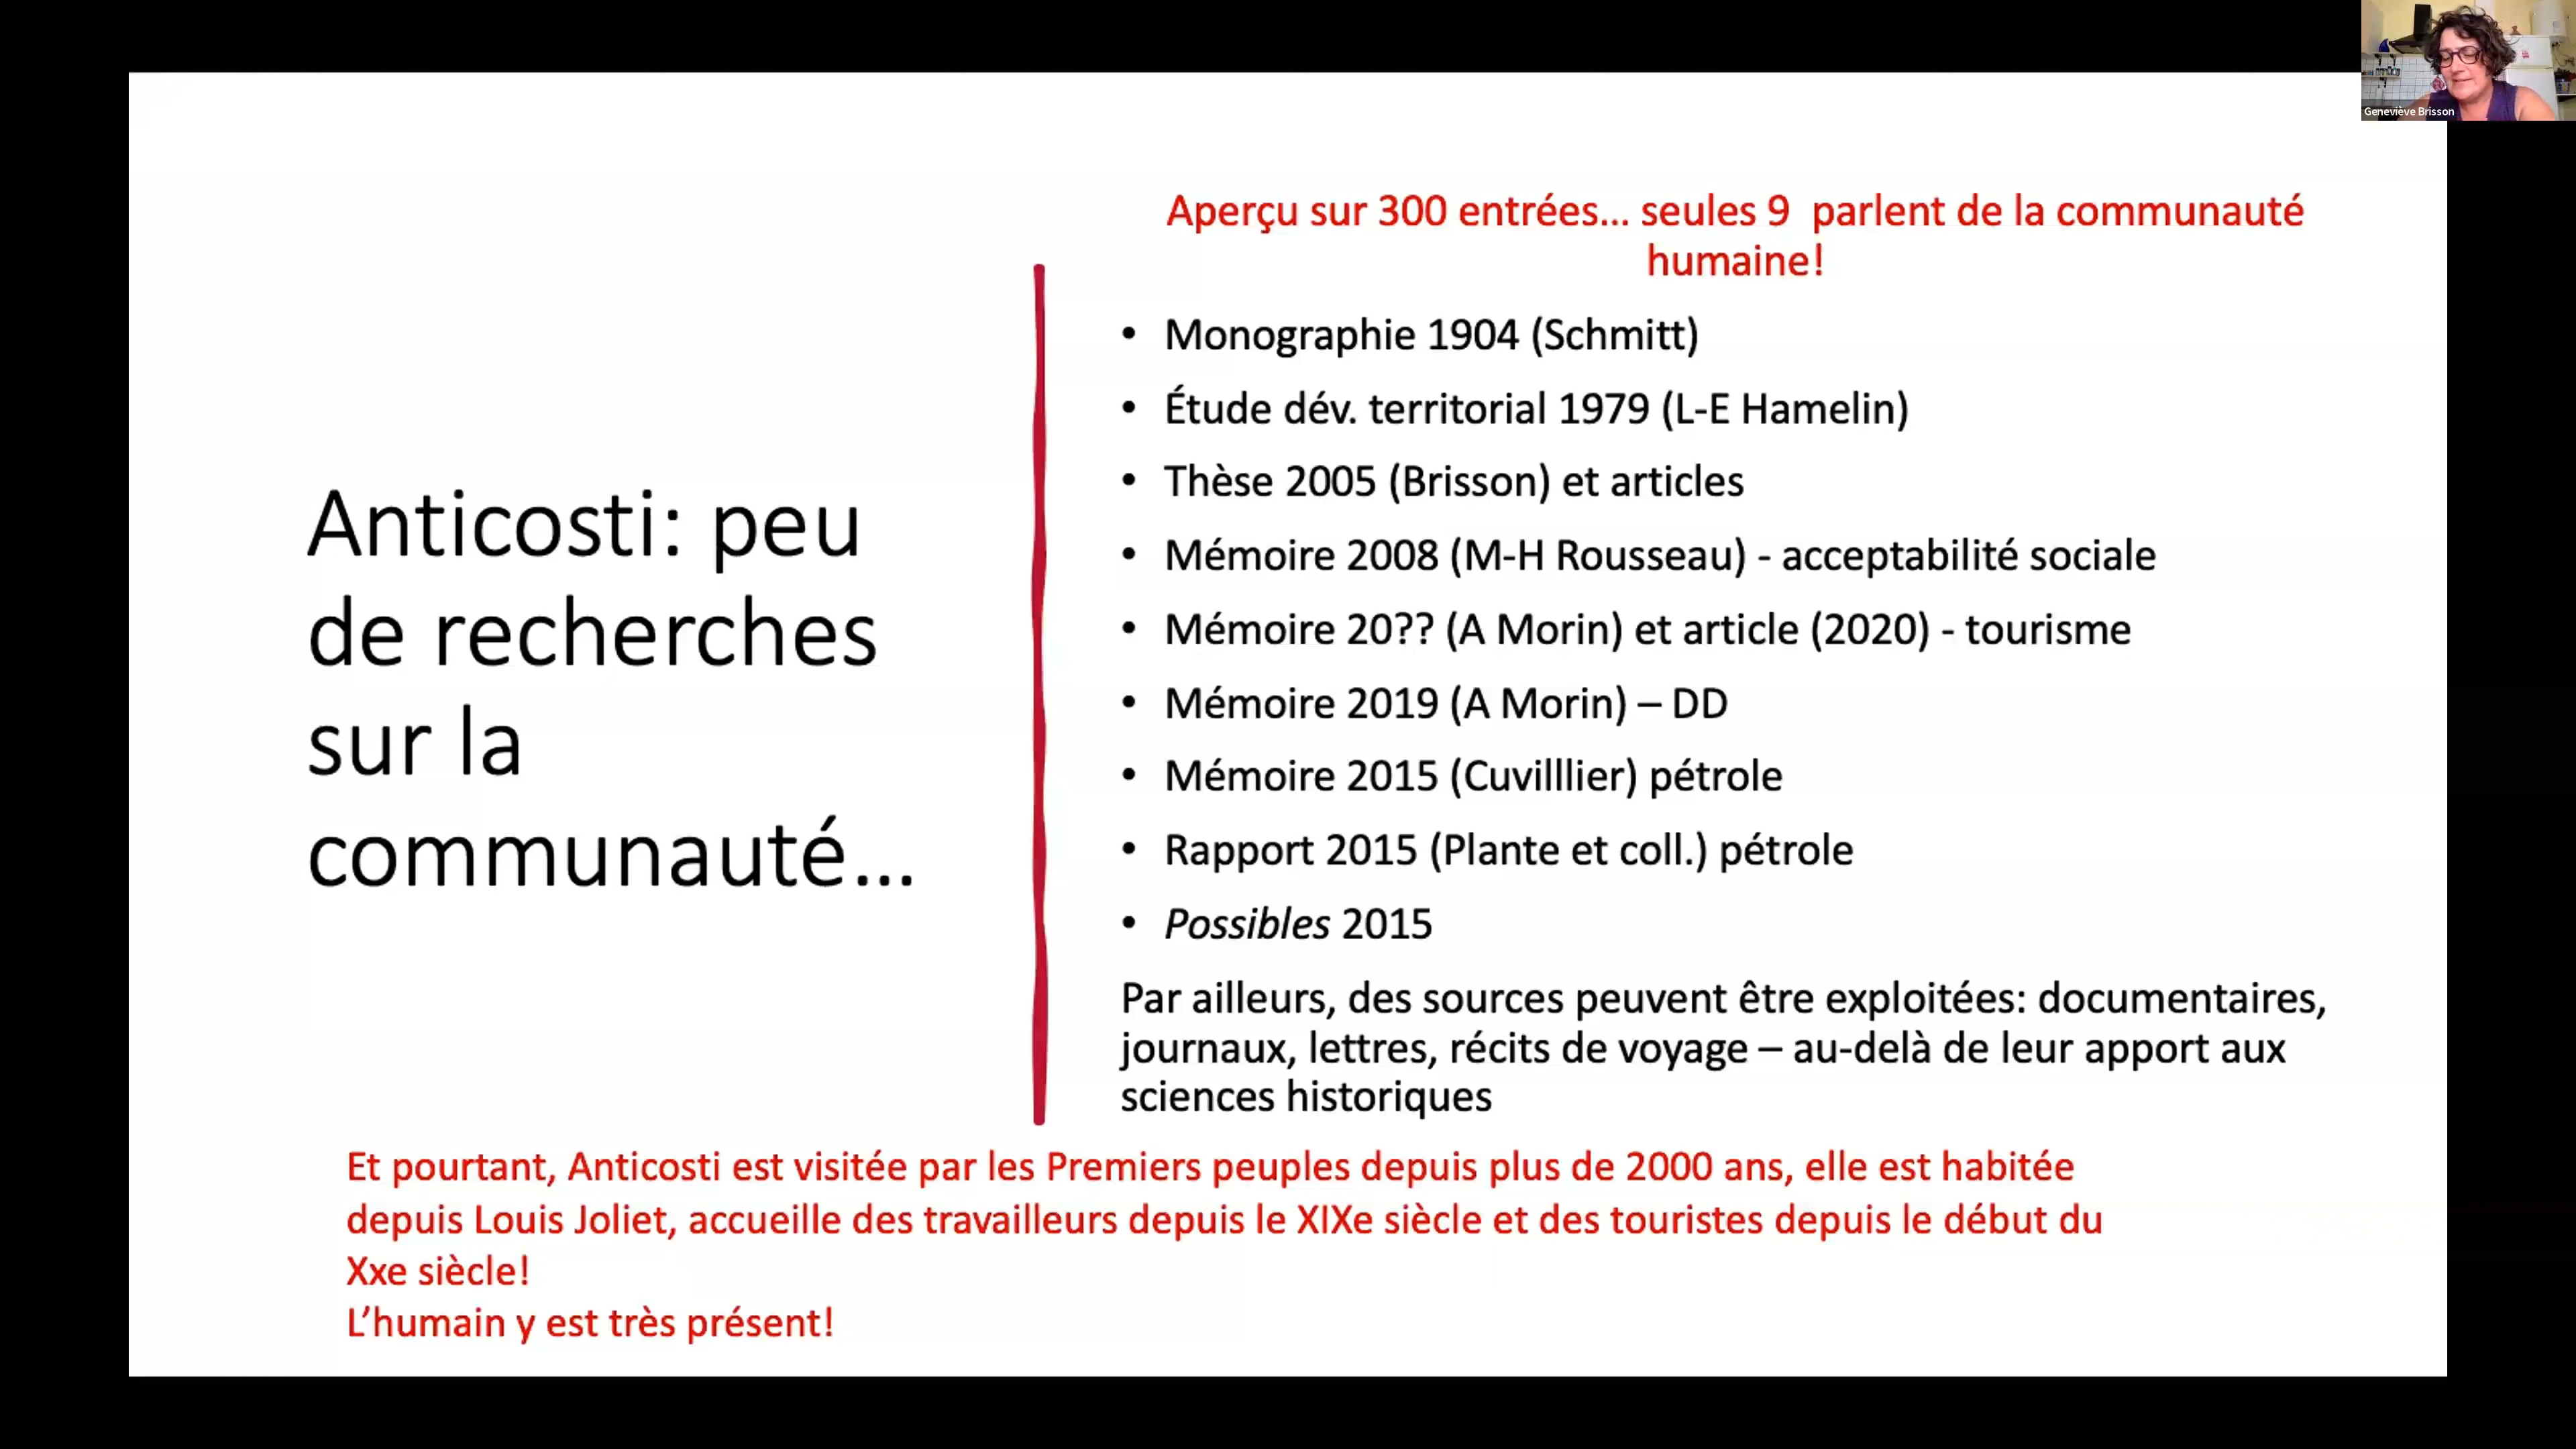 Geneviève Brisson
Anticosti: peu
de recherches
sur la
communauté...
Aperçu sur 300 entrées... seules 9  parlent de la communauté
humaine!
• Monographie 1904 (Schmitt)
• Étude dév. territorial 1979 (L-E Hamelin)
• Thèse 2005 (Brisson) et articles
• Mémoire 2008 (M-H Rousseau) - acceptabilité sociale
• Mémoire 20?? (A Morin) et article (2020) - tourisme
• Mémoire 2019 (A Morin) – DD
• Mémoire 2015 (Cuvilllier) pétrole
• Rapport 2015 (Plante et coll.) pétrole
• Possibles 2015
Par ailleurs, des sources peuvent être exploitées: documentaires,
journaux, lettres, récits de voyage – au-delà de leur apport aux
sciences historiques
Et pourtant, Anticosti est visitée par les Premiers peuples depuis plus de 2000 ans, elle est habitée
depuis Louis Joliet, accueille des travailleurs depuis le XIXe siècle et des touristes depuis le début du
Xxe siècle!
L’humain y est très présent!